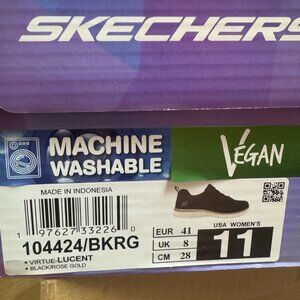 SKECHERS
MACHINE
WASHABLE
VEGAN
MADE IN INDONESIA
1 97627 33226 0
104424/BKRG
• VIRTUE-LUCENT
• BLACK/ROSE GOLD
EUR 41
UK 8
CM 28
USA WOMEN'S
11